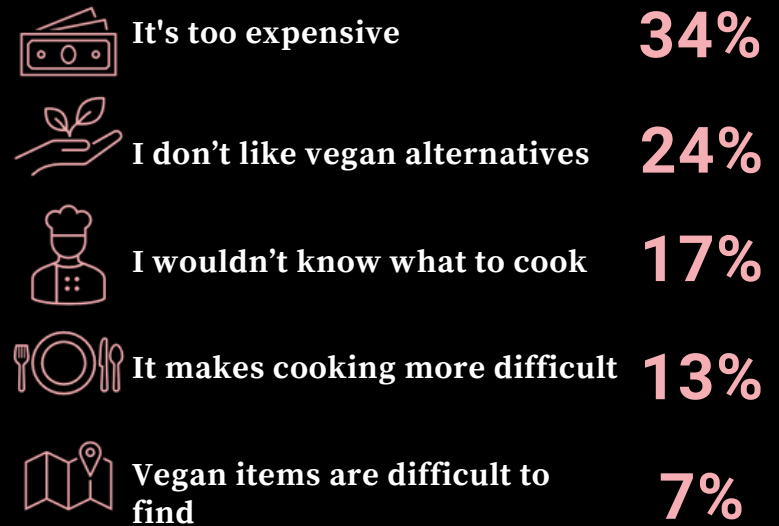 It's too expensive 34%
I don’t like vegan alternatives 24%
I wouldn’t know what to cook 17%
It makes cooking more difficult 13%
Vegan items are difficult to
find 7%